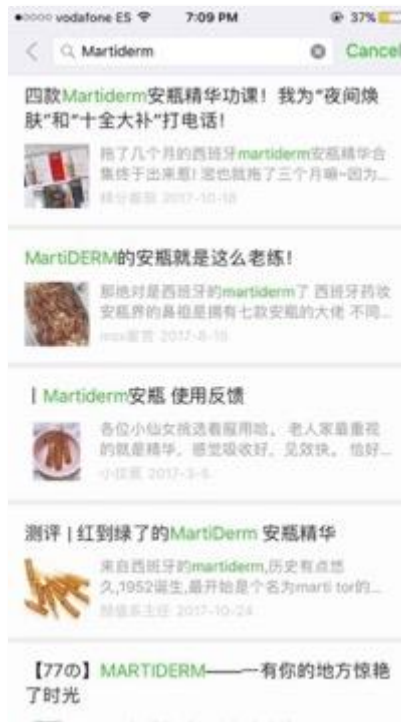 vodafone ES 7:09 PM 37%
Martiderm Cancel
四款Martiderm安瓶精华功课！我为“夜间焕
肤”和“十全大补”打电话！
拖了几个月的西班牙martiderm安瓶精华合
集终于出来惹！滚也就拖了三个月嘛~因为...
2017-10-18
MartiDERM的安瓶就是这么老练！
那绝对是西班牙的martiderm了 西班牙药妆
安瓶界的鼻祖是拥有七款安瓶的大佬 不同...
2017-8-18
丨Martiderm安瓶 使用反馈
各位小仙女挑选着服用哈。 老人家最重视
的就是精华。感觉吸收好，见效快。 恰好...
2017-3-5
测评 | 红到绿了的MartiDerm 安瓶精华
来自西班牙的martiderm,历史有点悠
久,1952诞生,最开始是个名为marti tor的...
2017-10-24
【77の】MARTIDERM——一有你的地方惊艳
了时光